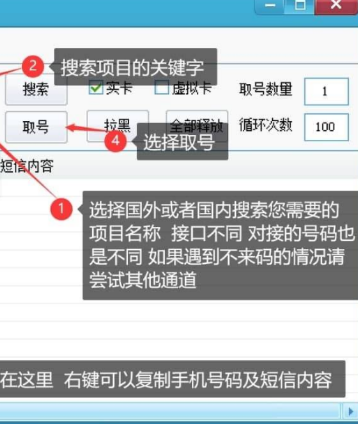 2 搜索项目的关键字
搜索 实卡 虚拟卡 取号数量 1
取号 拉黑 全部释放 循环次数 100
4 选择取号
短信内容
1 选择国外或者国内搜索您需要的
项目名称 接口不同 对接的号码也
是不同 如果遇到不来码的情况请
尝试其他通道
在这里 右键可以复制手机号码及短信内容